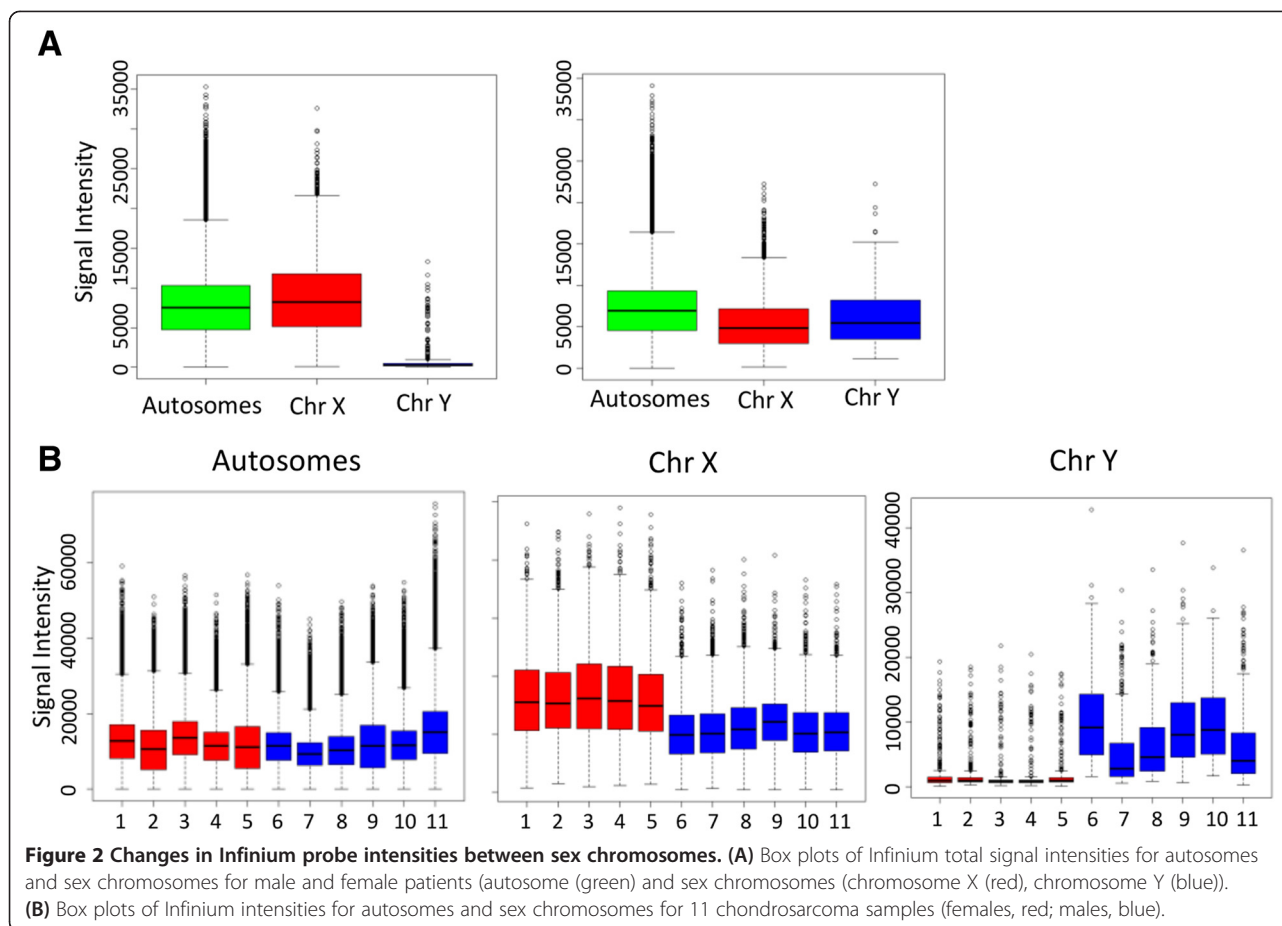 A
Signal Intensity
35000
25000
15000
5000
0
Autosomes Chr X Chr Y
35000
25000
15000
5000
0
Autosomes Chr X Chr Y
B
Autosomes
Chr X
Chr Y
Signal Intensity
60000
40000
20000
0
1 2 3 4 5 6 7 8 9 10 11
1 2 3 4 5 6 7 8 9 10 11
40000
30000
20000
10000
0
1 2 3 4 5 6 7 8 9 10 11
Figure 2 Changes in Infinium probe intensities between sex chromosomes. (A) Box plots of Infinium total signal intensities for autosomes
and sex chromosomes for male and female patients (autosome (green) and sex chromosomes (chromosome X (red), chromosome Y (blue)).
(B) Box plots of Infinium intensities for autosomes and sex chromosomes for 11 chondrosarcoma samples (females, red; males, blue).